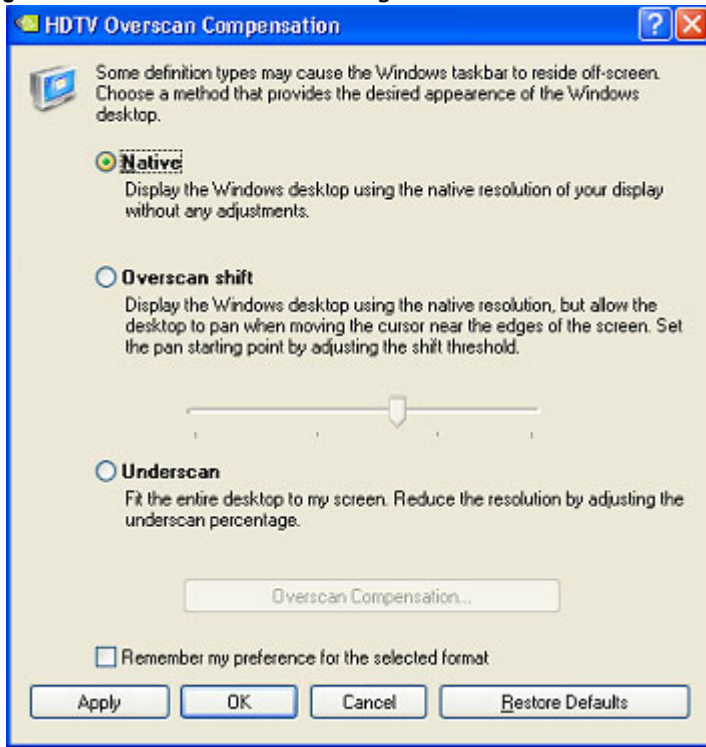 HDTV Overscan Compensation
Some definition types may cause the Windows taskbar to reside off-screen.
Choose a method that provides the desired appearence of the Windows
desktop.
Native
Display the Windows desktop using the native resolution of your display
without any adjustments.
Overscan shift
Display the Windows desktop using the native resolution, but allow the
desktop to pan when moving the cursor near the edges of the screen. Set
the pan starting point by adjusting the shift threshold.
Underscan
Fit the entire desktop to my screen. Reduce the resolution by adjusting the
underscan percentage.
Overscan Compensation...
Remember my preference for the selected format
Apply OK Cancel Restore Defaults